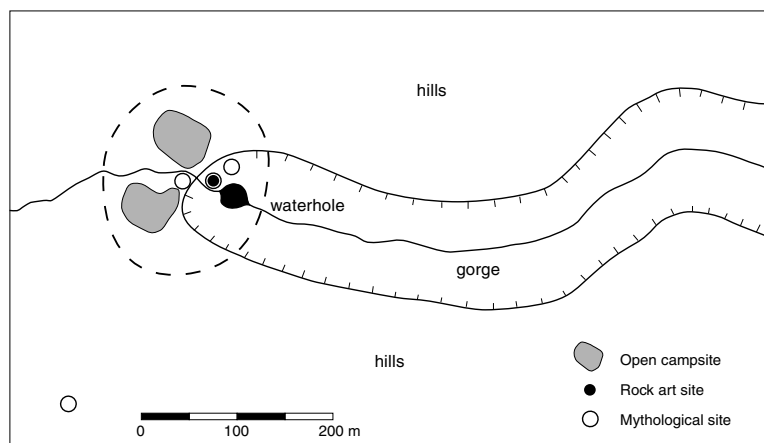 hills
waterhole
gorge
hills
Open campsite
Rock art site
Mythological site
0 100 200 m